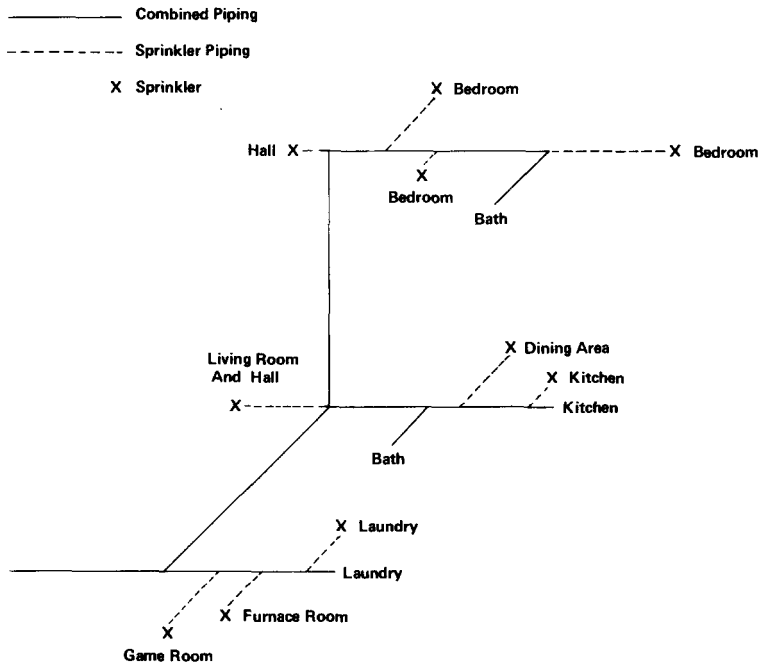 Combined Piping
Sprinkler Piping
X Sprinkler
X Bedroom
Hall X
X Bedroom
X
Bedroom
Bath
X Dining Area
Living Room
And Hall
X Kitchen
X
Kitchen
Bath
X Laundry
Laundry
X Furnace Room
X
Game Room